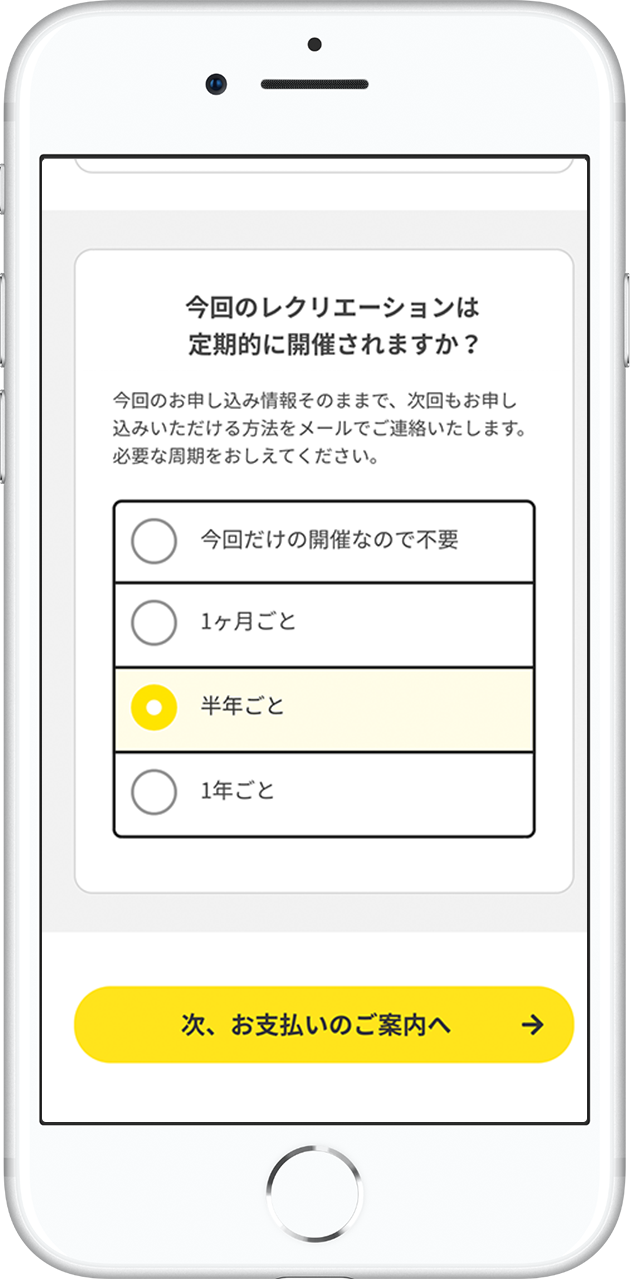 今回のレクリエーションは
定期的に開催されますか？
今回のお申し込み情報そのままで、次回もお申し
込みいただける方法をメールでご連絡いたします。
必要な周期をおしえてください。
今回だけの開催なので不要
1ヶ月ごと
半年ごと
1年ごと
次、お支払いのご案内へ →